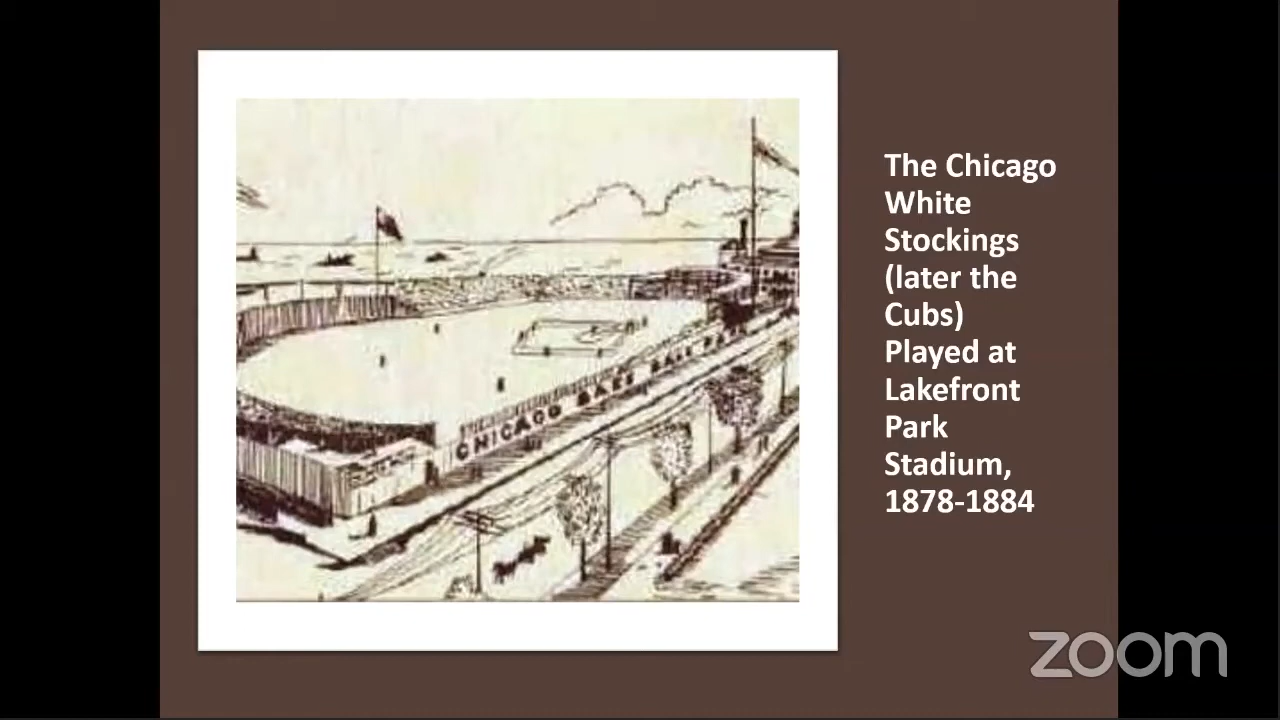 The Chicago
White
Stockings
(later the
Cubs)
Played at
Lakefront
Park
Stadium,
1878-1884
CHICAGO BASE BALL PARK
zoom